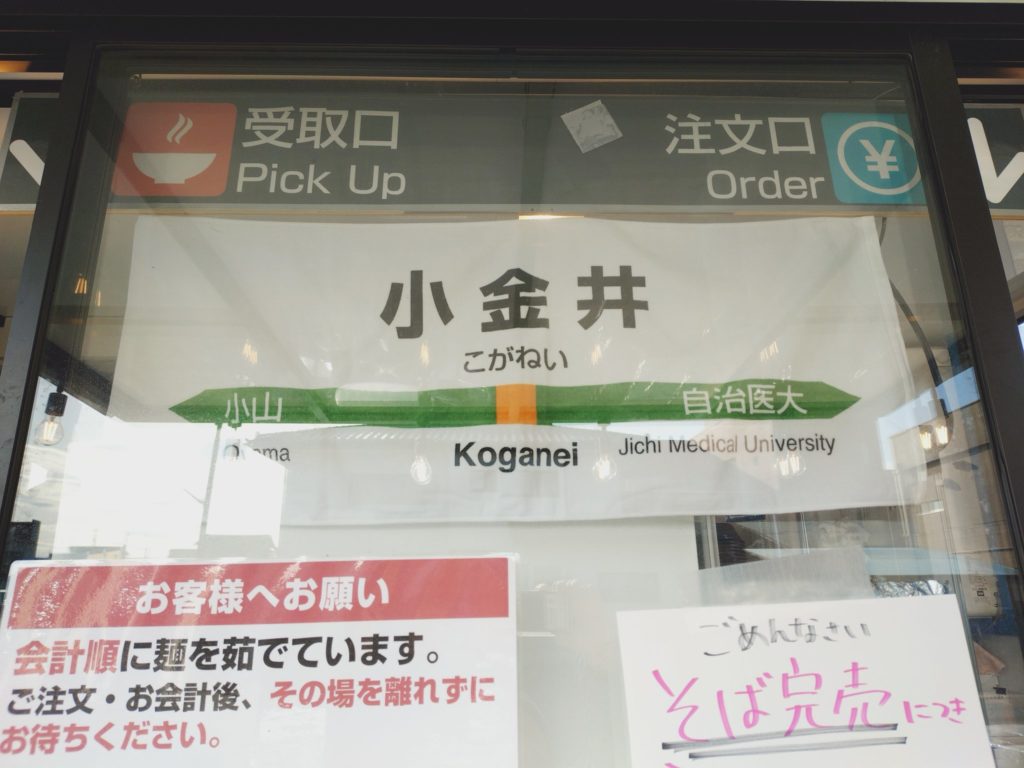 受取口
Pick Up
注文口
Order
小金井
こがねい
小山
自治医大
Oyama
Koganei
Jichi Medical University
お客様へお願い
会計順に麺を茹でています。
ご注文・お会計後、その場を離れずに
お待ちください。
ごめんなさい
そば完売につき